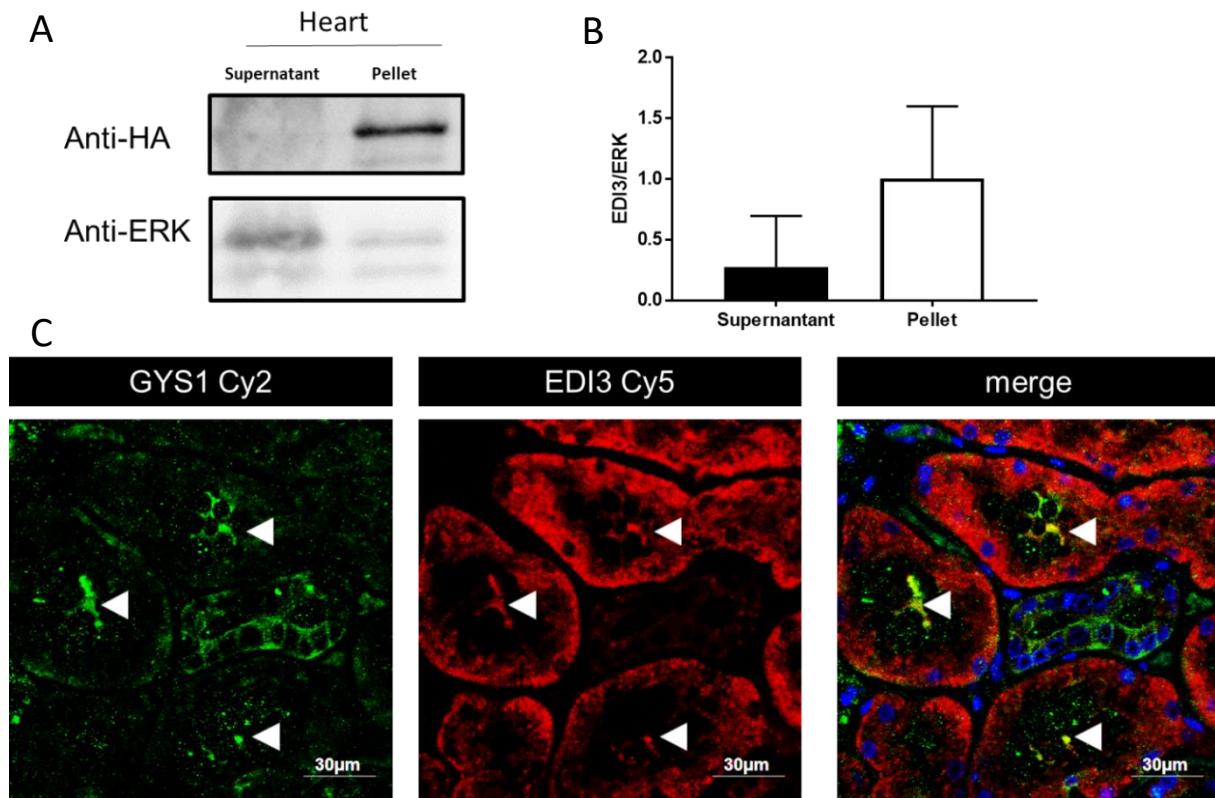 A
Heart
Supernatant Pellet
Anti-HA
Anti-ERK
B
2.0
1.5
1.0
0.5
0.0
EDI3/ERK
Supernantant Pellet
C
GYS1 Cy2 EDI3 Cy5 merge
30µm 30µm 30µm